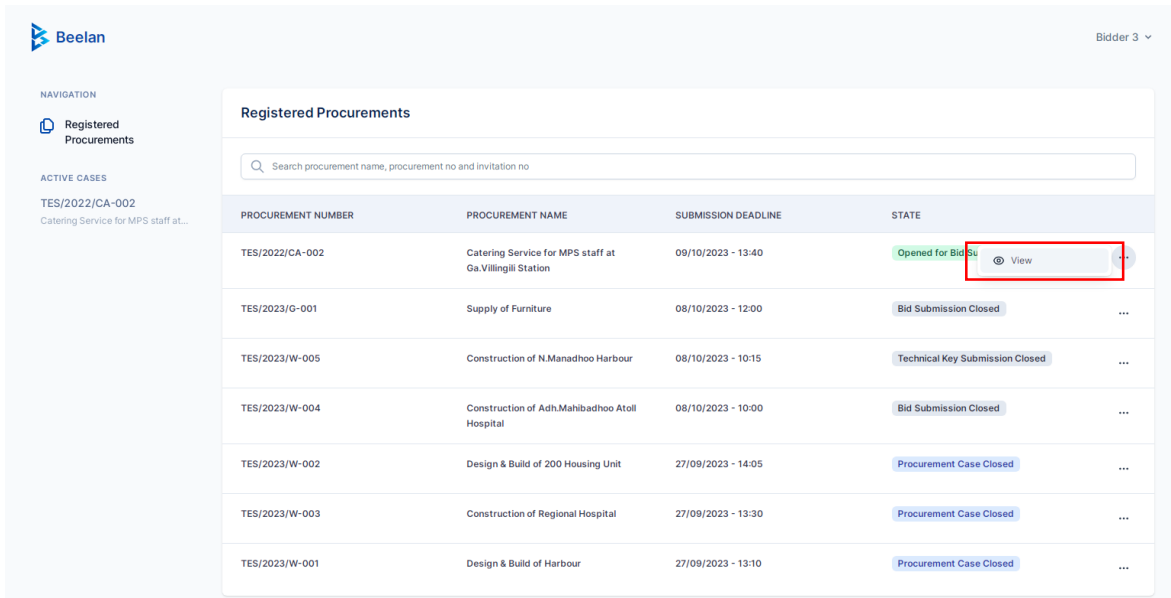 Beelan
Bidder 3
NAVIGATION
Registered
Procurements
ACTIVE CASES
TES/2022/CA-002
Catering Service for MPS staff at...
Registered Procurements
Search procurement name, procurement no and invitation no
PROCUREMENT NUMBER PROCUREMENT NAME SUBMISSION DEADLINE STATE
TES/2022/CA-002 Catering Service for MPS staff at 09/10/2023 - 13:40 Opened for Bid Su View ...
Ga.Villingili Station
TES/2023/G-001 Supply of Furniture 08/10/2023 - 12:00 Bid Submission Closed ...
TES/2023/W-005 Construction of N.Manadhoo Harbour 08/10/2023 - 10:15 Technical Key Submission Closed ...
TES/2023/W-004 Construction of Adh.Mahibadhoo Atoll 08/10/2023 - 10:00 Bid Submission Closed ...
Hospital
TES/2023/W-002 Design & Build of 200 Housing Unit 27/09/2023 - 14:05 Procurement Case Closed ...
TES/2023/W-003 Construction of Regional Hospital 27/09/2023 - 13:30 Procurement Case Closed ...
TES/2023/W-001 Design & Build of Harbour 27/09/2023 - 13:10 Procurement Case Closed ...